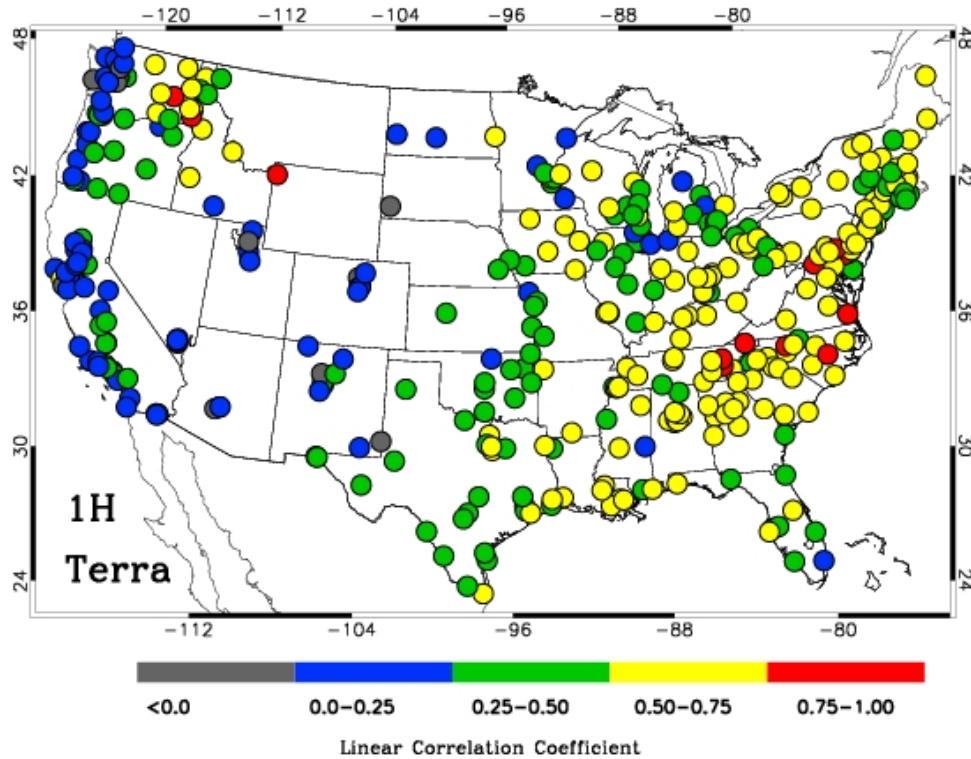 -120 -112 -104 -96 -88 -80
48 48
42 42
36 36
30 30
24 24
1H
Terra
-112 -104 -96 -88 -80
<0.0 0.0-0.25 0.25-0.50 0.50-0.75 0.75-1.00
Linear Correlation Coefficient